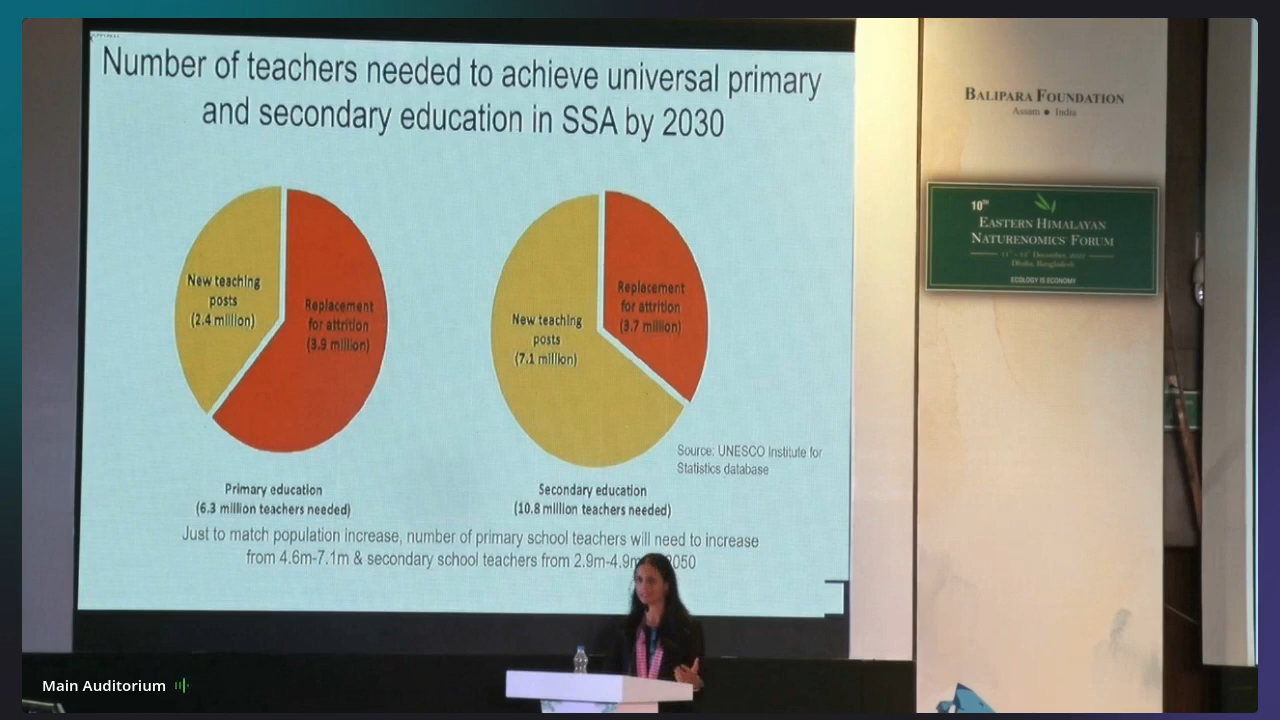 Number of teachers needed to achieve universal primary
and secondary education in SSA by 2030
New teaching
posts
(2.4 million)
Replacement
for attrition
(3.9 million)
Primary education
(6.3 million teachers needed)
New teaching
posts
(7.1 million)
Replacement
for attrition
(3.7 million)
Secondary education
(10.8 million teachers needed)
Source: UNESCO Institute for
Statistics database
Just to match population increase, number of primary school teachers will need to increase
from 4.6m-7.1m & secondary school teachers from 2.9m-4.9m 2050
BALIPARA FOUNDATION
Assam ● India
10TH
EASTERN HIMALAYAN
NATURENOMICS FORUM
December,
Dhaka, Bangladesh
ECOLOGY IS ECONOMY
Main Auditorium